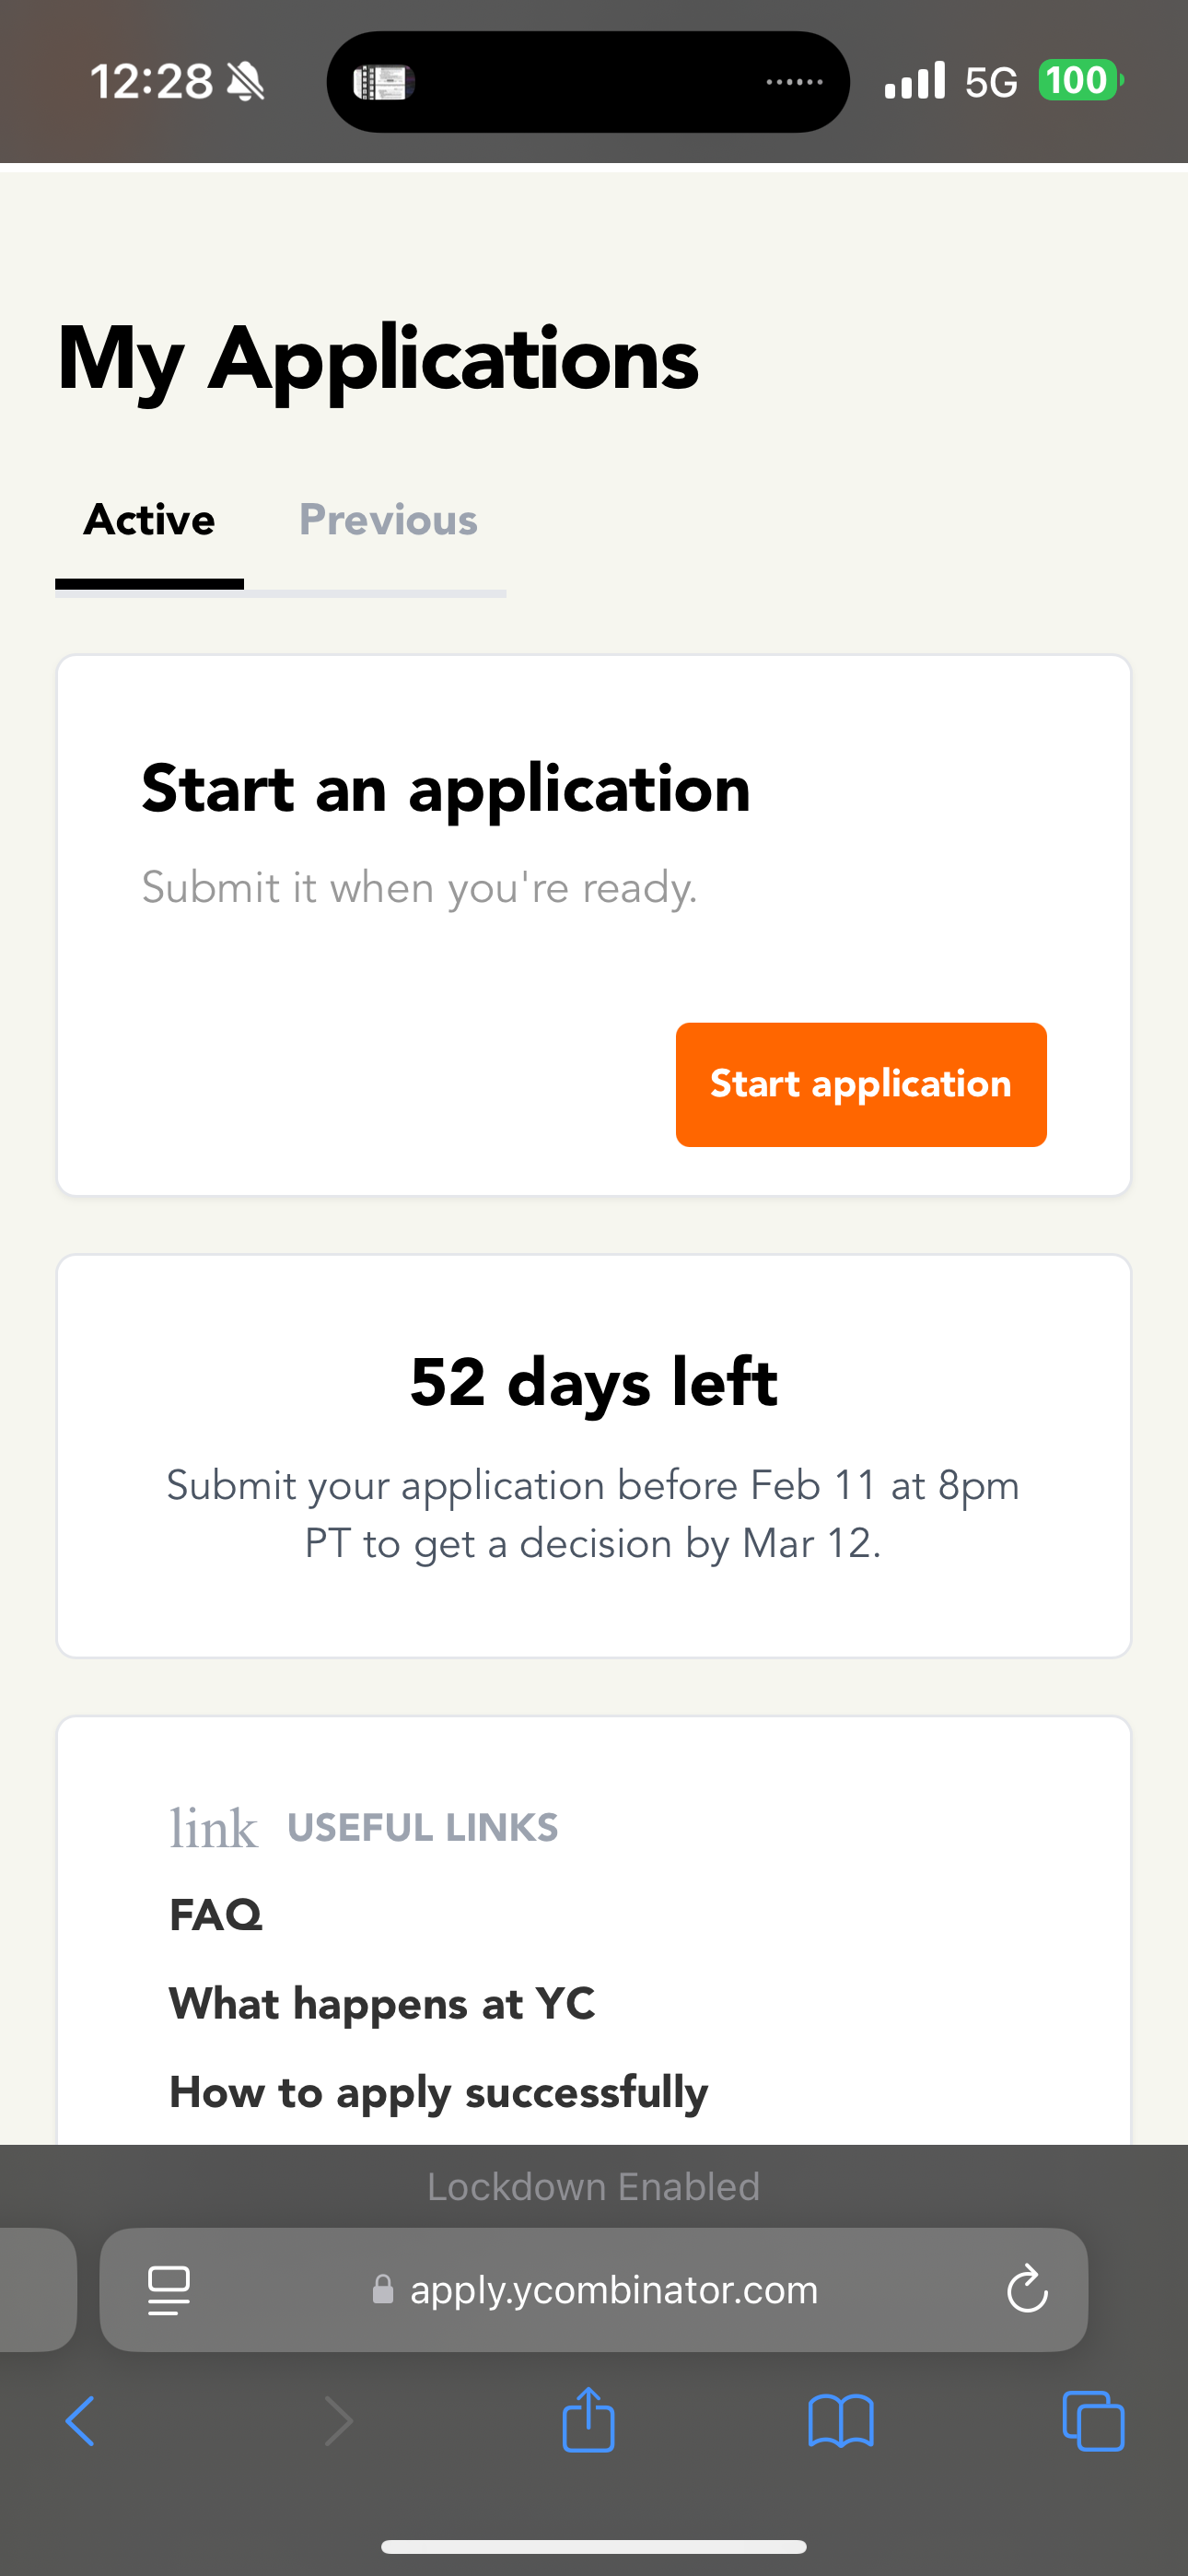 12:28
5G
100
My Applications
Active
Previous
Start an application
Submit it when you're ready.
Start application
52 days left
Submit your application before Feb 11 at 8pm
PT to get a decision by Mar 12.
link USEFUL LINKS
FAQ
What happens at YC
How to apply successfully
Lockdown Enabled
apply.ycombinator.com